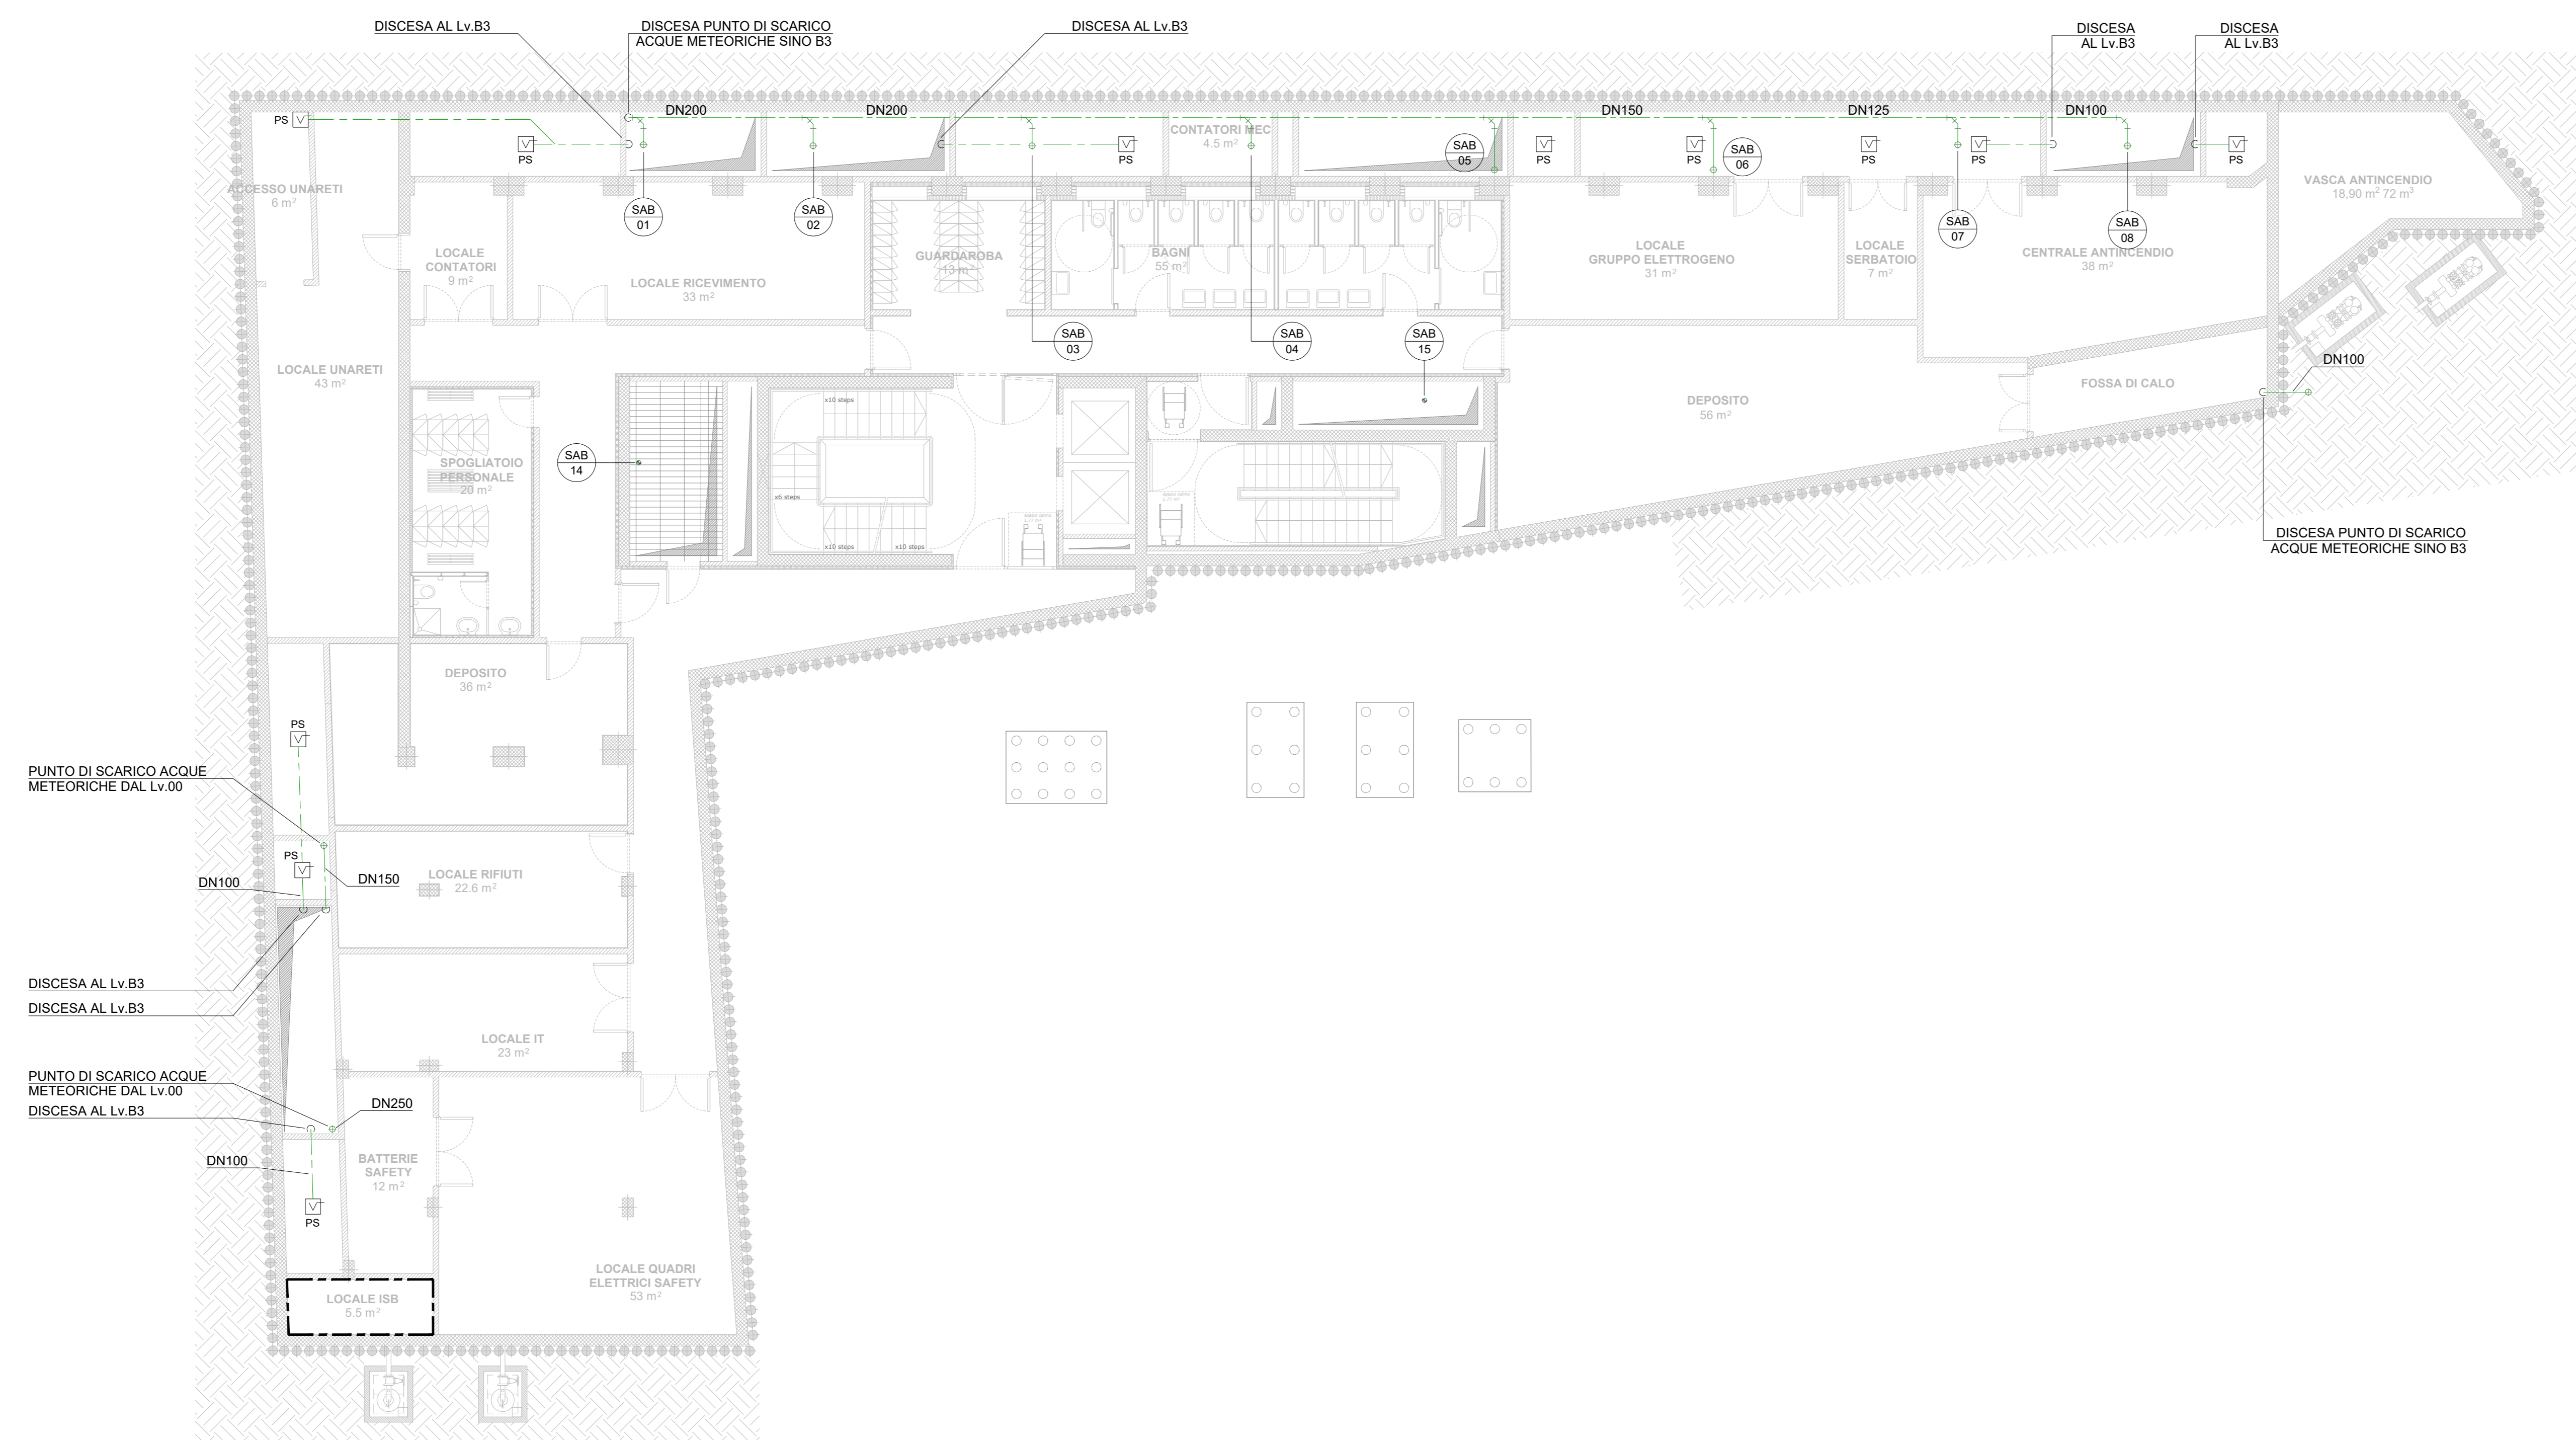 DISCESA AL Lv.B3
DISCESA PUNTO DI SCARICO
ACQUE METEORICHE SINO B3
DISCESA AL Lv.B3
DISCESA
AL Lv.B3
DISCESA
AL Lv.B3
PS
DN200
DN200
DN150
DN125
DN100
PS
PS
PS
PS
PS
PS
PS
CONTATORI MEC
4.5 m²
SAB
05
SAB
06
ACCESSO UNARETI
6 m²
VASCA ANTINCENDIO
18,90 m² 72 m³
SAB
01
SAB
02
SAB
07
SAB
08
LOCALE
CONTATORI
9 m²
LOCALE RICEVIMENTO
33 m²
GUARDAROBA
13 m²
BAGNI
55 m²
LOCALE
GRUPPO ELETTROGENO
31 m²
LOCALE
SERBATOIO
7 m²
CENTRALE ANTINCENDIO
38 m²
SAB
03
SAB
04
SAB
15
LOCALE UNARETI
43 m²
DN100
FOSSA DI CALO
DEPOSITO
56 m²
x10 steps
SAB
14
SPOGLIATOIO
PERSONALE
20 m²
x6 steps
x10 steps
x10 steps
DISCESA PUNTO DI SCARICO
ACQUE METEORICHE SINO B3
DEPOSITO
36 m²
PS
PUNTO DI SCARICO ACQUE
METEORICHE DAL Lv.00
PS
DN100
DN150
LOCALE RIFIUTI
22.6 m²
DISCESA AL Lv.B3
DISCESA AL Lv.B3
LOCALE IT
23 m²
PUNTO DI SCARICO ACQUE
METEORICHE DAL Lv.00
DISCESA AL Lv.B3
DN250
DN100
BATTERIE
SAFETY
12 m²
PS
LOCALE QUADRI
ELETTRICI SAFETY
53 m²
LOCALE ISB
5.5 m²